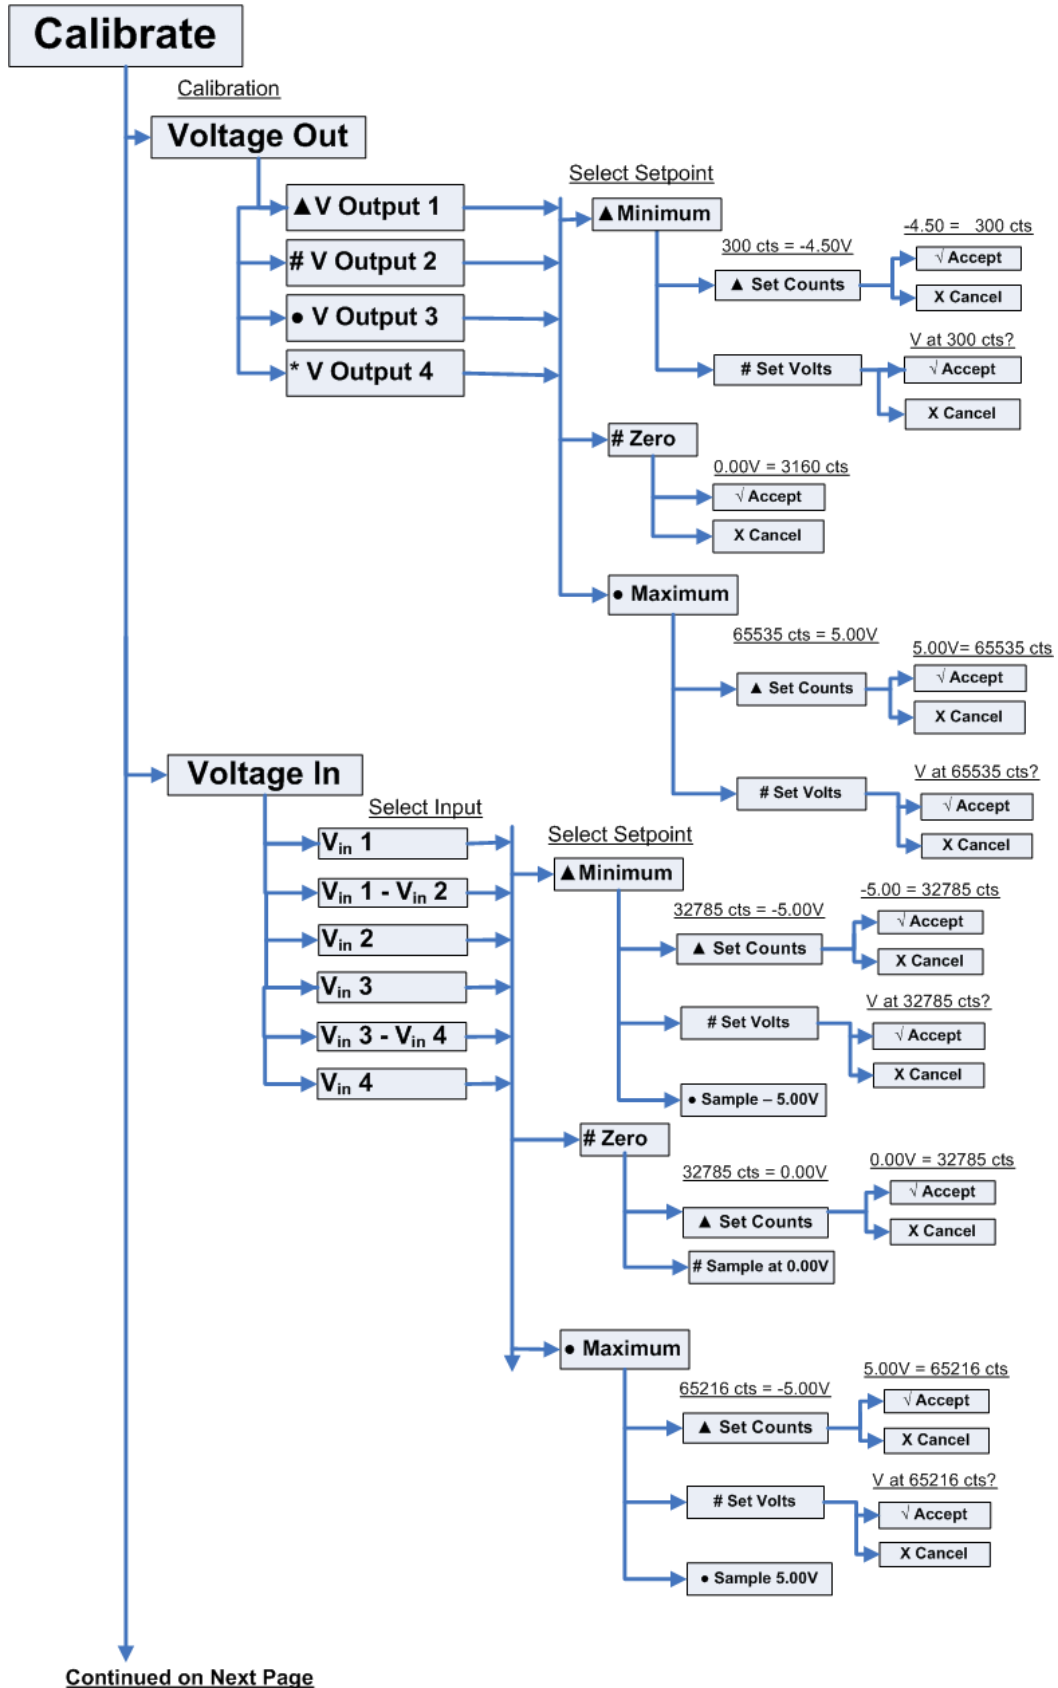 Calibrate
Calibration
Voltage Out
▲V Output 1
# V Output 2
● V Output 3
* V Output 4
Select Setpoint
▲Minimum
300 cts = -4.50V
▲ Set Counts
-4.50 = 300 cts
√ Accept
X Cancel
# Set Volts
V at 300 cts?
√ Accept
X Cancel
# Zero
0.00V = 3160 cts
√ Accept
X Cancel
● Maximum
65535 cts = 5.00V
▲ Set Counts
5.00V= 65535 cts
√ Accept
X Cancel
# Set Volts
V at 65535 cts?
√ Accept
X Cancel
Voltage In
Select Input
Vin 1
Vin 1 - Vin 2
Vin 2
Vin 3
Vin 3 - Vin 4
Vin 4
Select Setpoint
▲Minimum
32785 cts = -5.00V
▲ Set Counts
-5.00 = 32785 cts
√ Accept
X Cancel
# Set Volts
V at 32785 cts?
√ Accept
X Cancel
● Sample – 5.00V
# Zero
32785 cts = 0.00V
▲ Set Counts
0.00V = 32785 cts
√ Accept
X Cancel
# Sample at 0.00V
● Maximum
65216 cts = -5.00V
▲ Set Counts
5.00V = 65216 cts
√ Accept
X Cancel
# Set Volts
V at 65216 cts?
√ Accept
X Cancel
● Sample 5.00V
Continued on Next Page